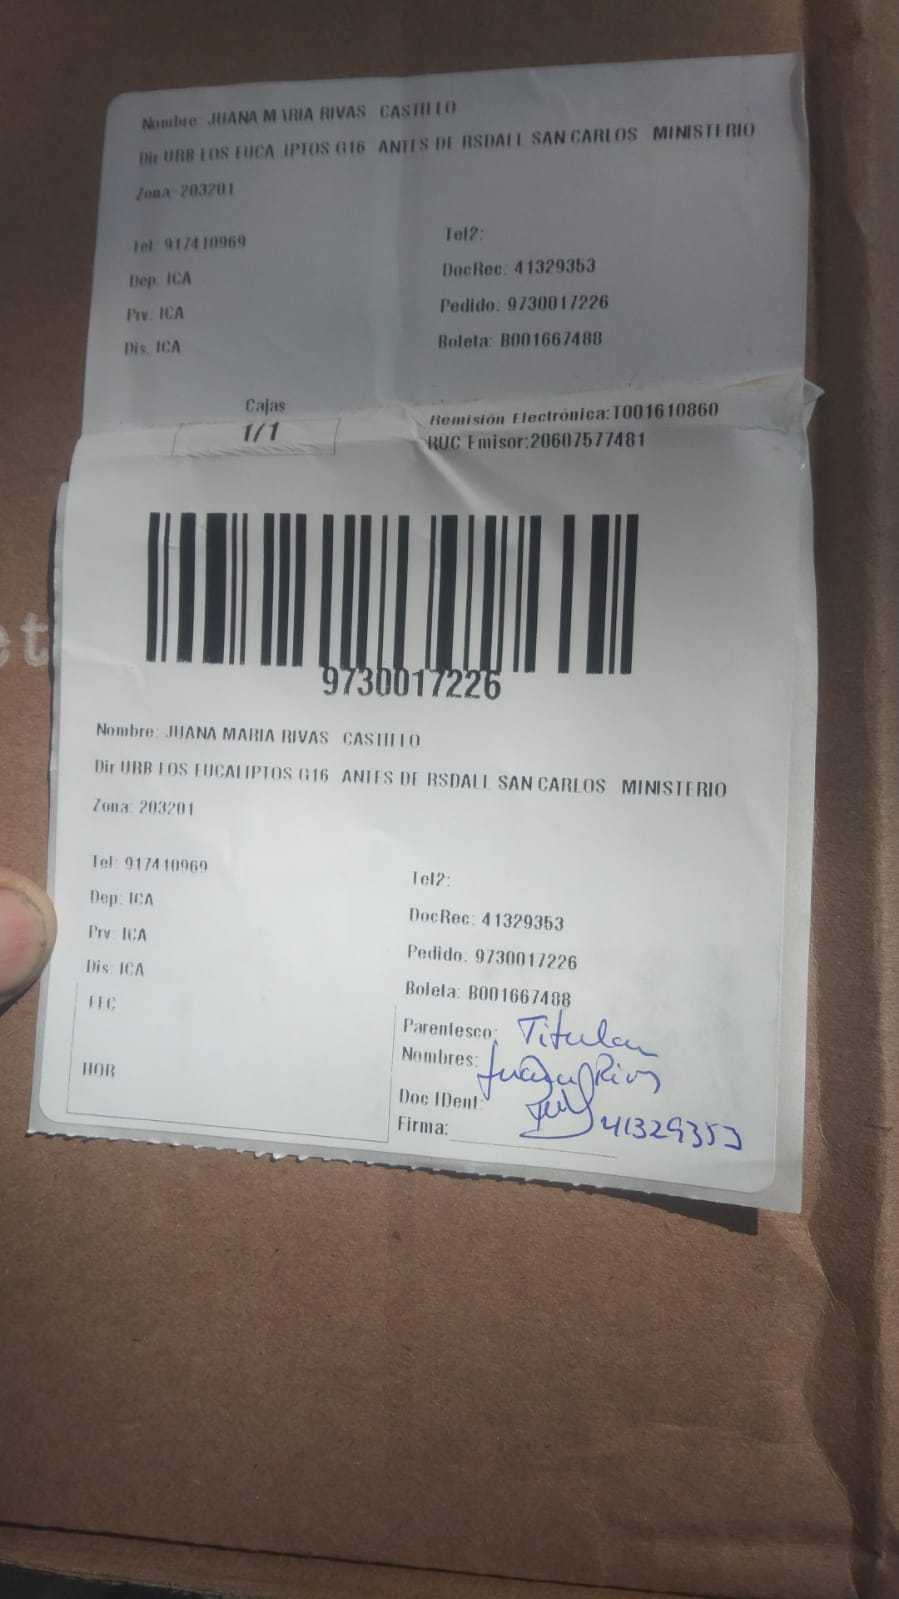 Nombre: JUANA MARIA RIVAS CASTILLO
Dir URB LOS EUCALIPTOS G16 ANTES DE RSDALL SAN CARLOS MINISTERIO
Zona: 203201
Tel: 917410969
Tel2:
Dep: ICA
DocRec: 41329353
Prv: ICA
Pedido: 9730017226
Dis: ICA
Boleta: B001667488
Cajas
1/1
Remisión Electrónica:T001610860
RUC Emisor:20607577481
et
9730017226
Nombre: JUANA MARIA RIVAS CASTILLO
Dir URB LOS EUCALIPTOS G16 ANTES DE RSDALL SAN CARLOS MINISTERIO
Zona: 203201
Tel: 917410969
Tel2:
Dep: ICA
DocRec: 41329353
Prv: ICA
Pedido: 9730017226
Dis: ICA
Boleta: B001667488
FEC
Parentesco: Titular
Nombres: Juana Rivas
HOR
Doc IDent: 41329353
Firma: